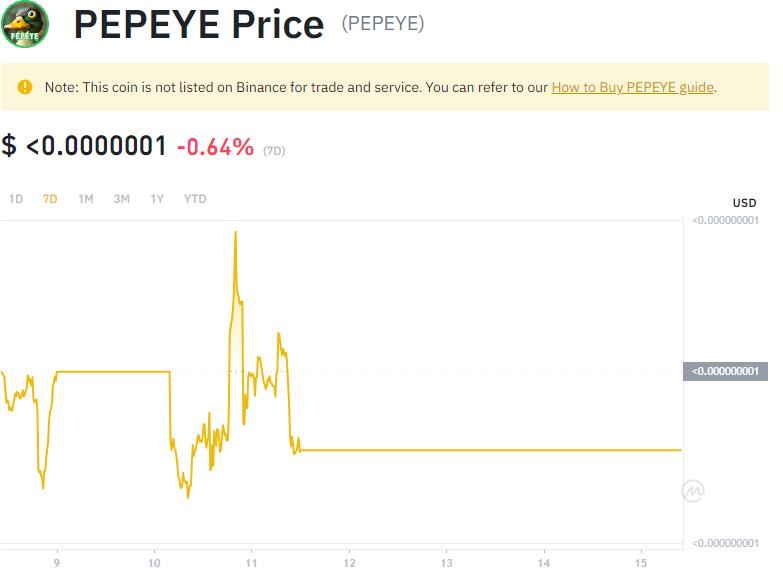 PEPEYE
PEPEYE Price (PEPEYE)
Note: This coin is not listed on Binance for trade and service. You can refer to our How to Buy PEPEYE guide.
$ <0.0000001 -0.64% (7D)
1D 7D 1M 3M 1Y YTD
USD
<0.000000001
<0.000000001
<0.000000001
9 10 11 12 13 14 15